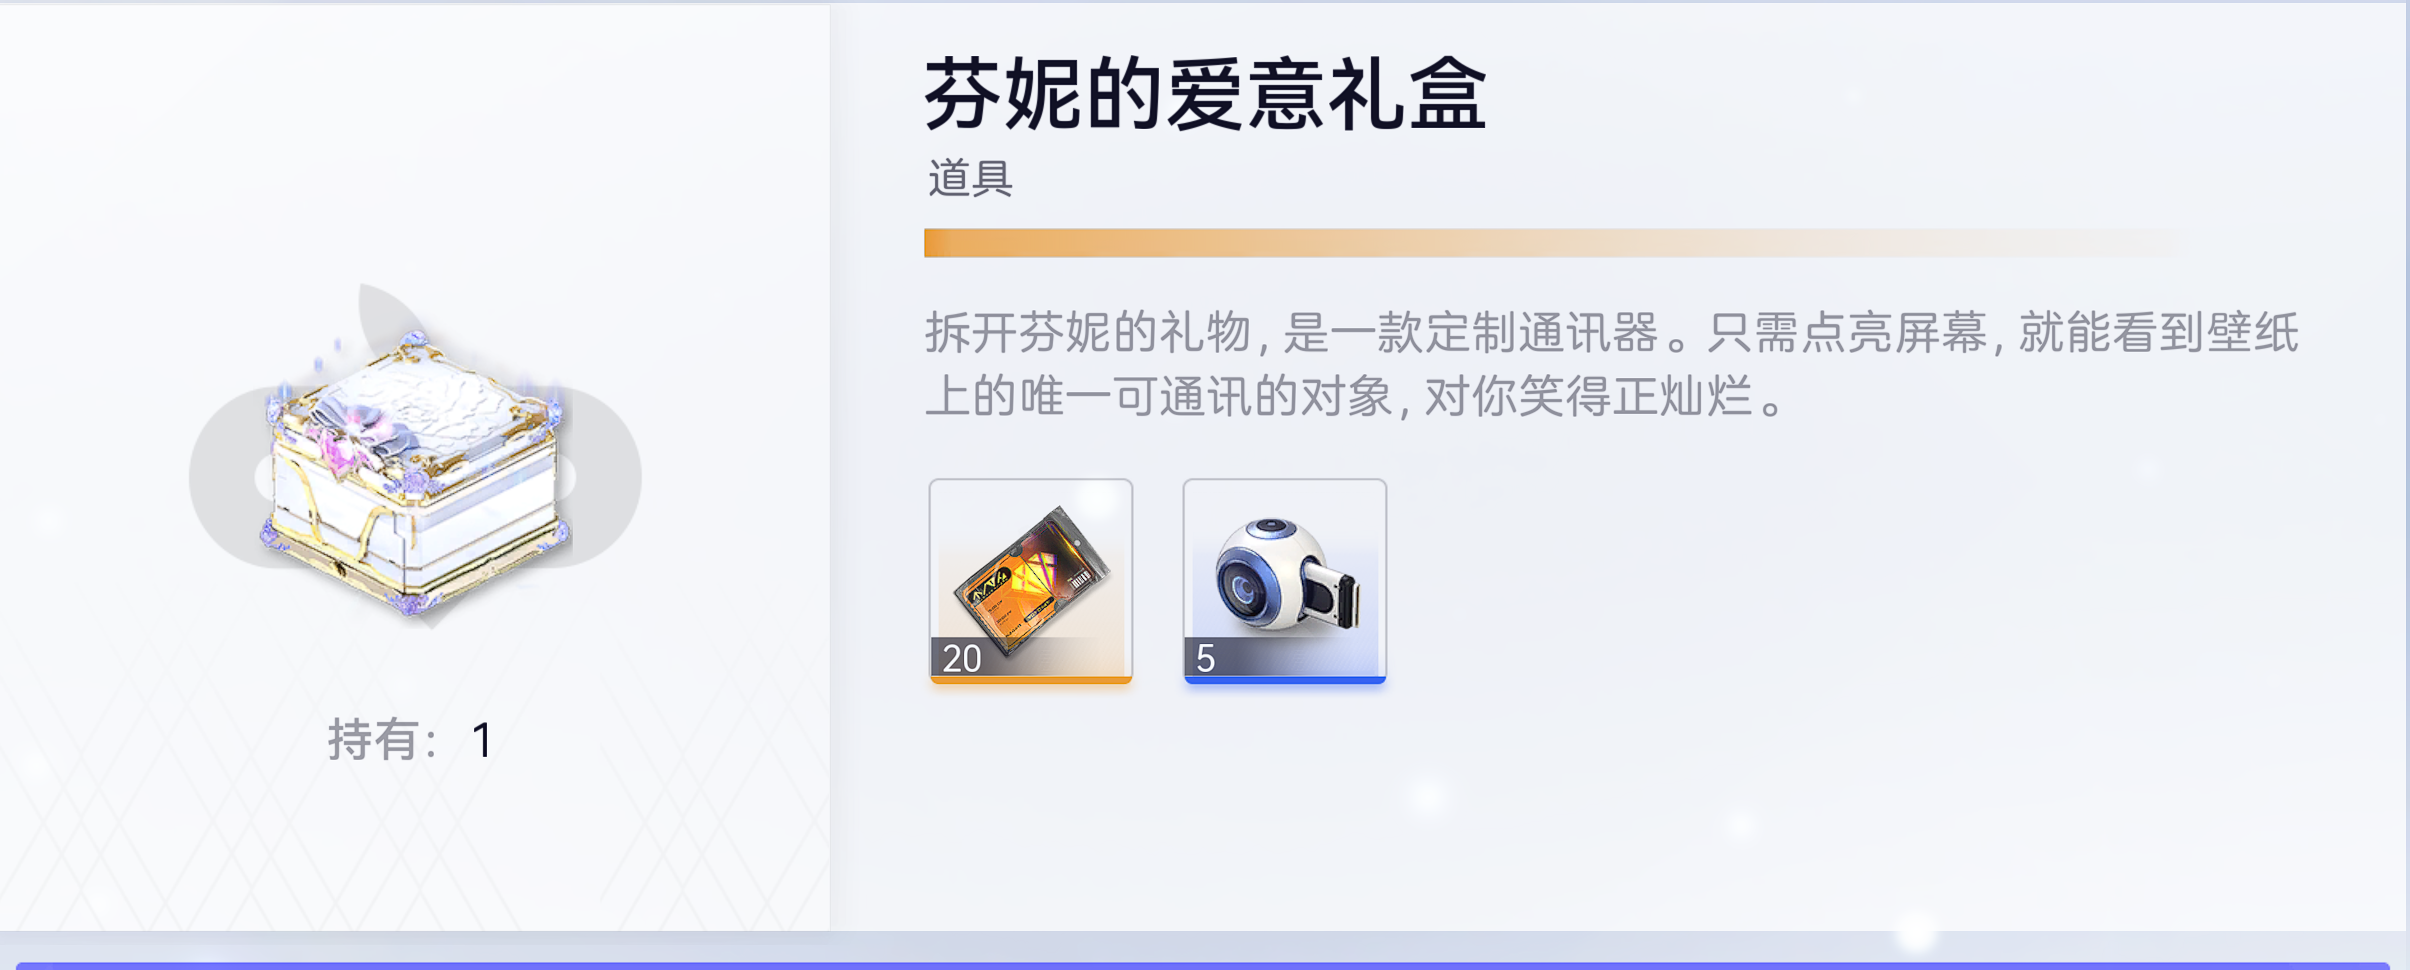 芬妮的爱意礼盒
道具
拆开芬妮的礼物，是一款定制通讯器。只需点亮屏幕，就能看到壁纸
上的唯一可通讯的对象，对你笑得正灿烂。
20
5
持有：1